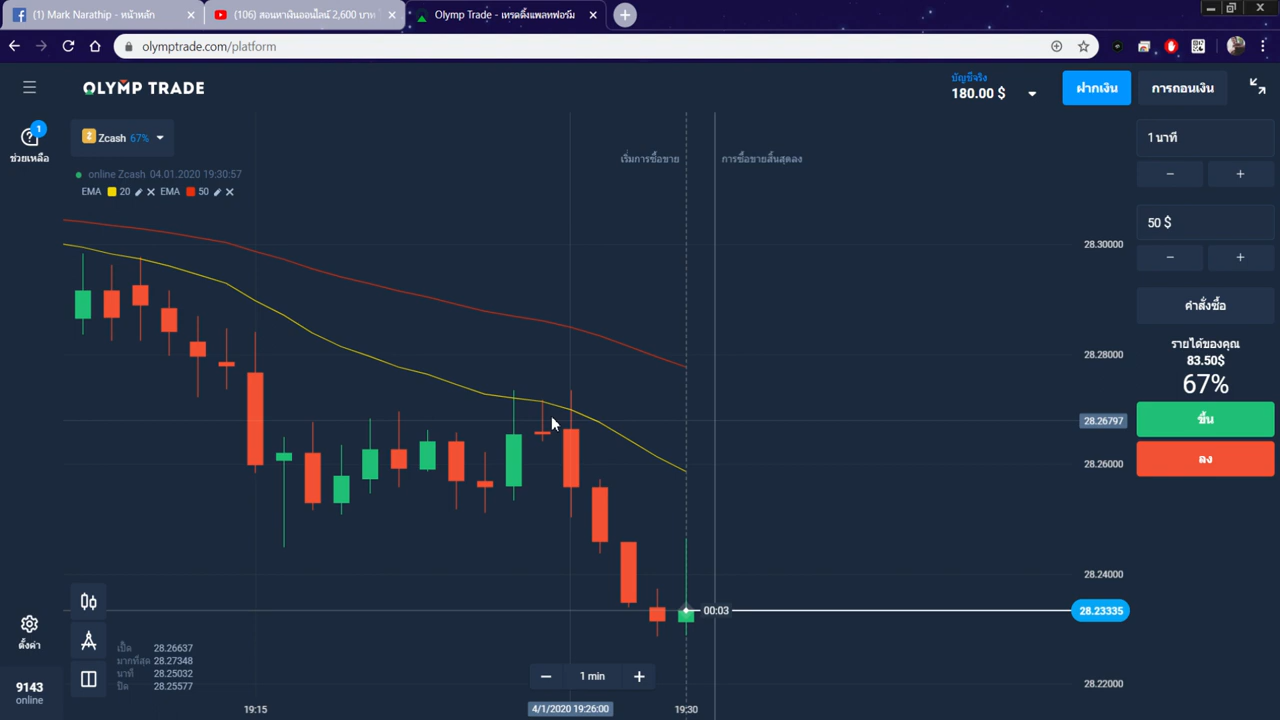 (1) Mark Narathip - หน้าหลัก
(106) สอนหาเงินออนไลน์ 2,600 บาท
Olymp Trade - เทรดดิ้งแพลทฟอร์ม
olymptrade.com/platform
OLYMP TRADE
บัญชีจริง
180.00 $
ฝากเงิน
การถอนเงิน
1
ช่วยเหลือ
Zcash 67%
เริ่มการซื้อขาย
การซื้อขายสิ้นสุดลง
1 นาที
online Zcash 04.01.2020 19:30:57
EMA 20 EMA 50
50 $
28.30000
คำสั่งซื้อ
รายได้ของคุณ
83.50$
67%
28.28000
28.26797
ขึ้น
28.26000
ลง
28.24000
00:03
28.23335
ตั้งค่า
เปิด 28.26637
มากที่สุด 28.27348
นาที 28.25032
ปิด 28.25577
1 min
28.22000
9143
online
19:15
4/1/2020 19:26:00
19:30